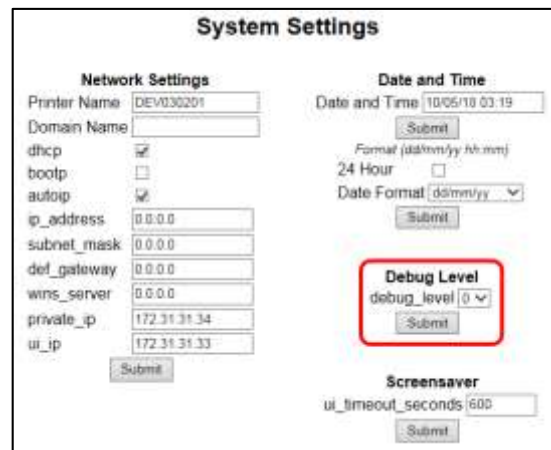 System Settings
Network Settings
Printer Name DEV030201
Domain Name
dhcp
bootp
autoip
ip_address 0.0.0.0
subnet_mask 0.0.0.0
def_gateway 0.0.0.0
wins_server 0.0.0.0
private_ip 172.31.31.34
ui_ip 172.31.31.33
Submit
Date and Time
Date and Time 10/05/18 03:19
Submit
Format (dd/mm/yy hh:mm)
24 Hour
Date Format dd/mm/yy
Submit
Debug Level
debug_level 0
Submit
Screensaver
ui_timeout_seconds 600
Submit